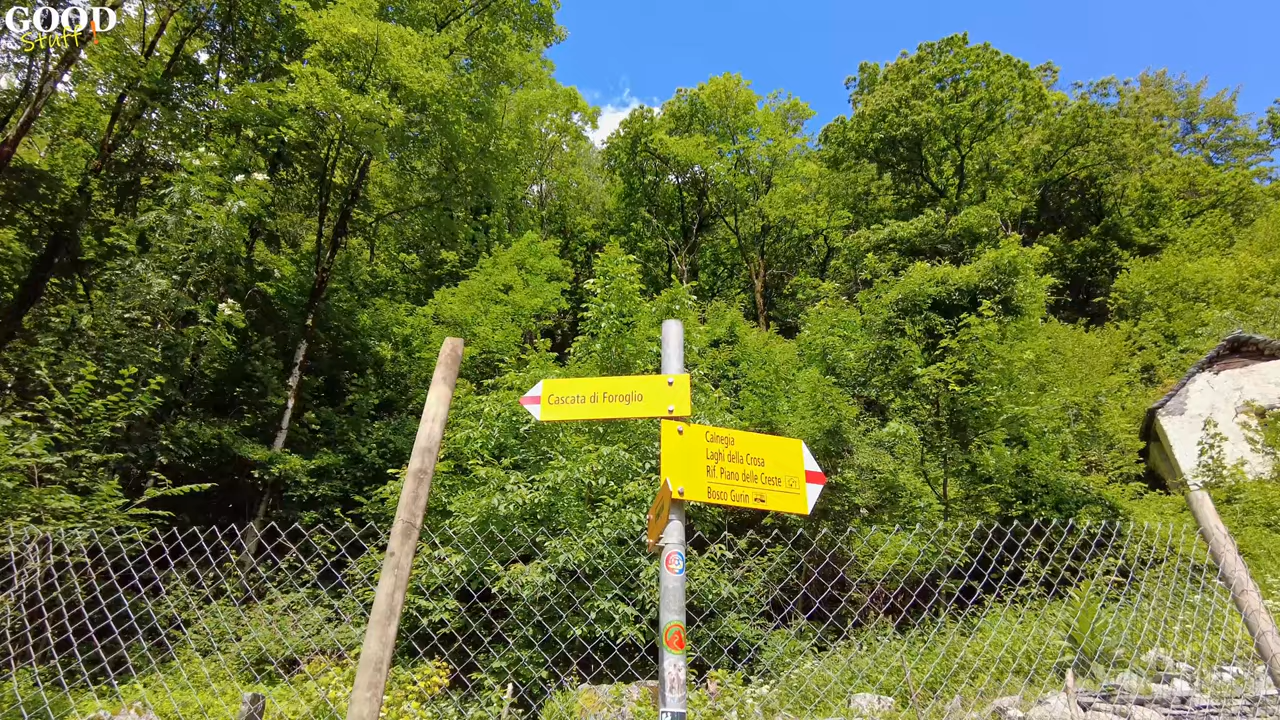 GOOD
stuff!
Cascata di Foroglio
Calnegia
Laghi della Crosa
Rif. Piano delle Creste
Bosco Gurin